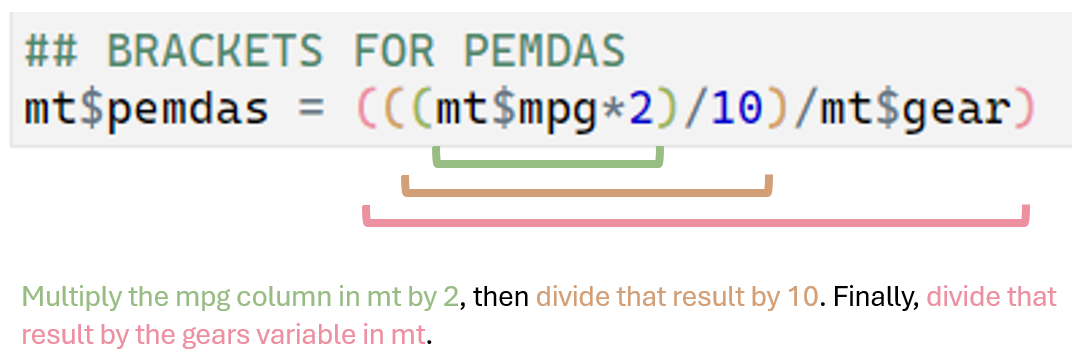 ## BRACKETS FOR PEMDAS
mt$pemdas = (((mt$mpg*2)/10)/mt$gear)
Multiply the mpg column in mt by 2, then divide that result by 10. Finally, divide that
result by the gears variable in mt.